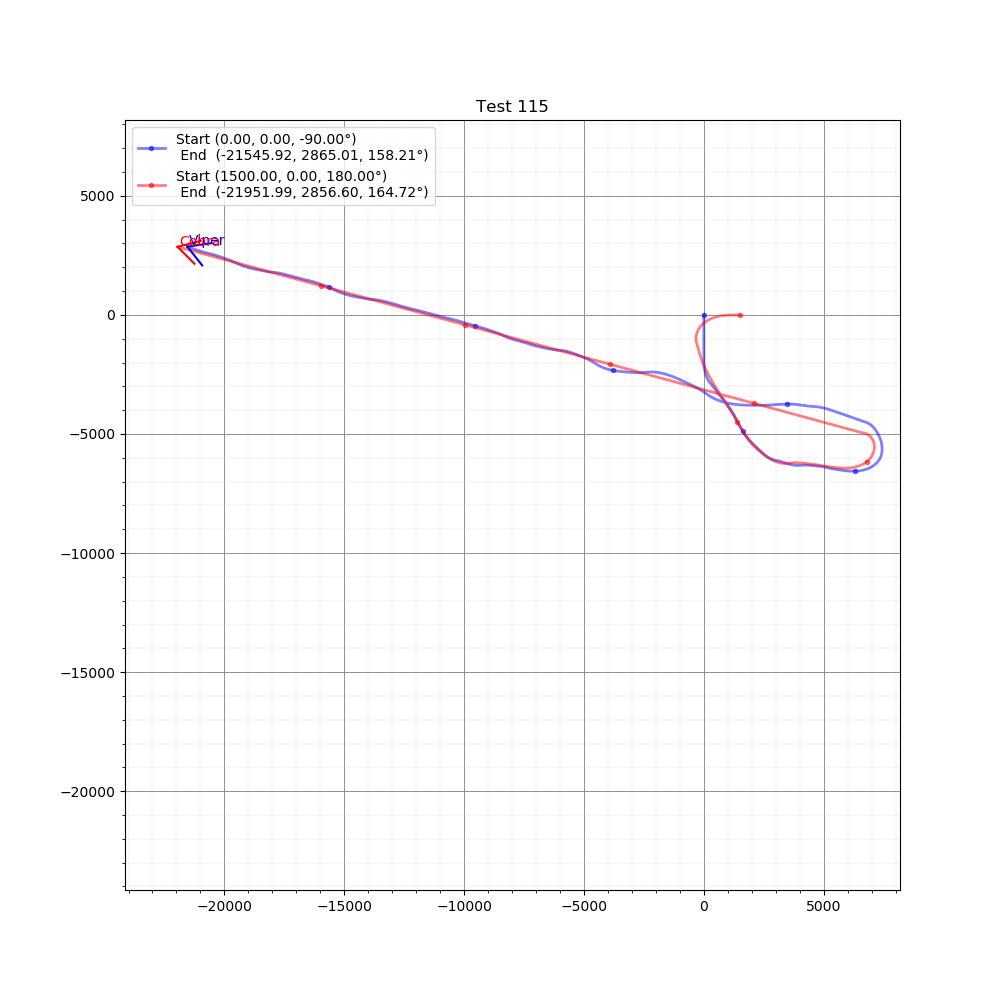 Test 115
Start (0.00, 0.00, -90.00°)
End (-21545.92, 2865.01, 158.21°)
Start (1500.00, 0.00, 180.00°)
End (-21951.99, 2856.60, 164.72°)
Viper
5000
0
−5000
−10000
−15000
−20000
−20000 −15000 −10000 −5000 0 5000